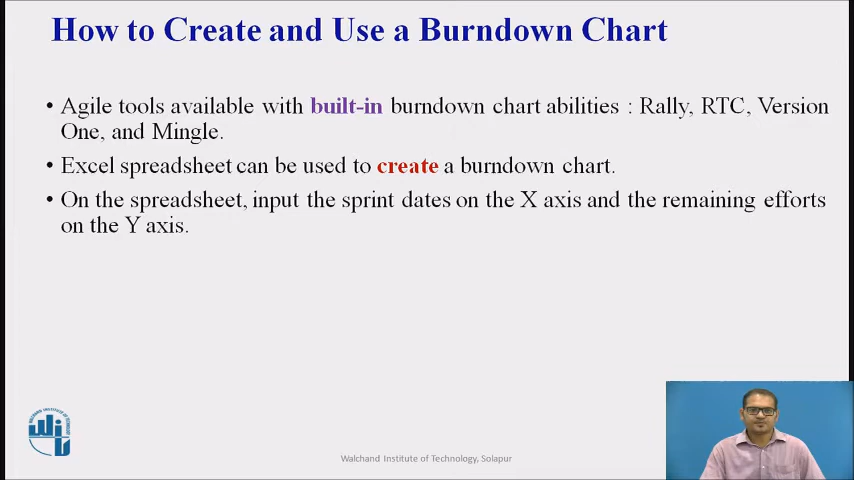 How to Create and Use a Burndown Chart
• Agile tools available with built-in burndown chart abilities : Rally, RTC, Version
One, and Mingle.
• Excel spreadsheet can be used to create a burndown chart.
• On the spreadsheet, input the sprint dates on the X axis and the remaining efforts
on the Y axis.
Walchand Institute of Technology, Solapur